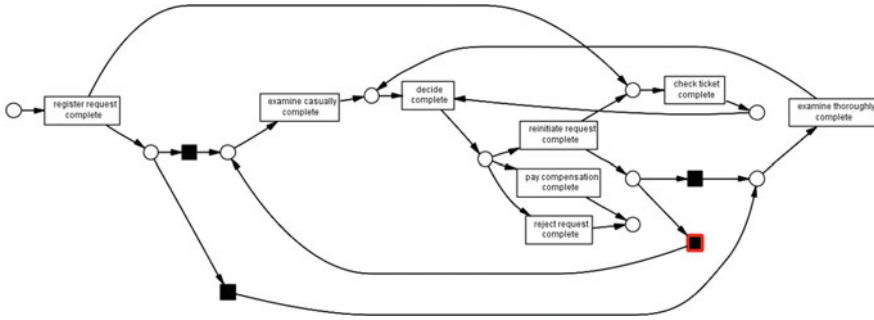 register request
complete
examine casually
complete
decide
complete
check ticket
complete
examine thoroughly
complete
reinitiate request
complete
pay compensation
complete
reject request
complete